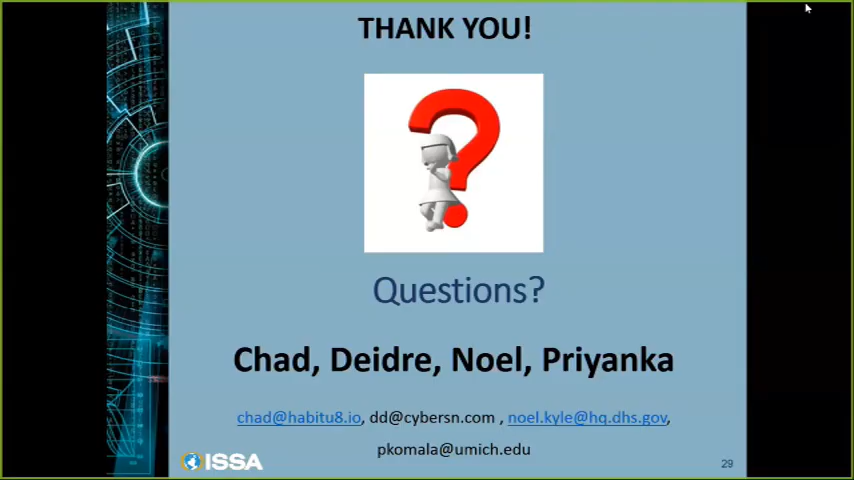 THANK YOU!
Questions?
Chad, Deidre, Noel, Priyanka
chad@habitu8.io, dd@cybersn.com , noel.kyle@hq.dhs.gov,
pkomala@umich.edu
ISSA
29